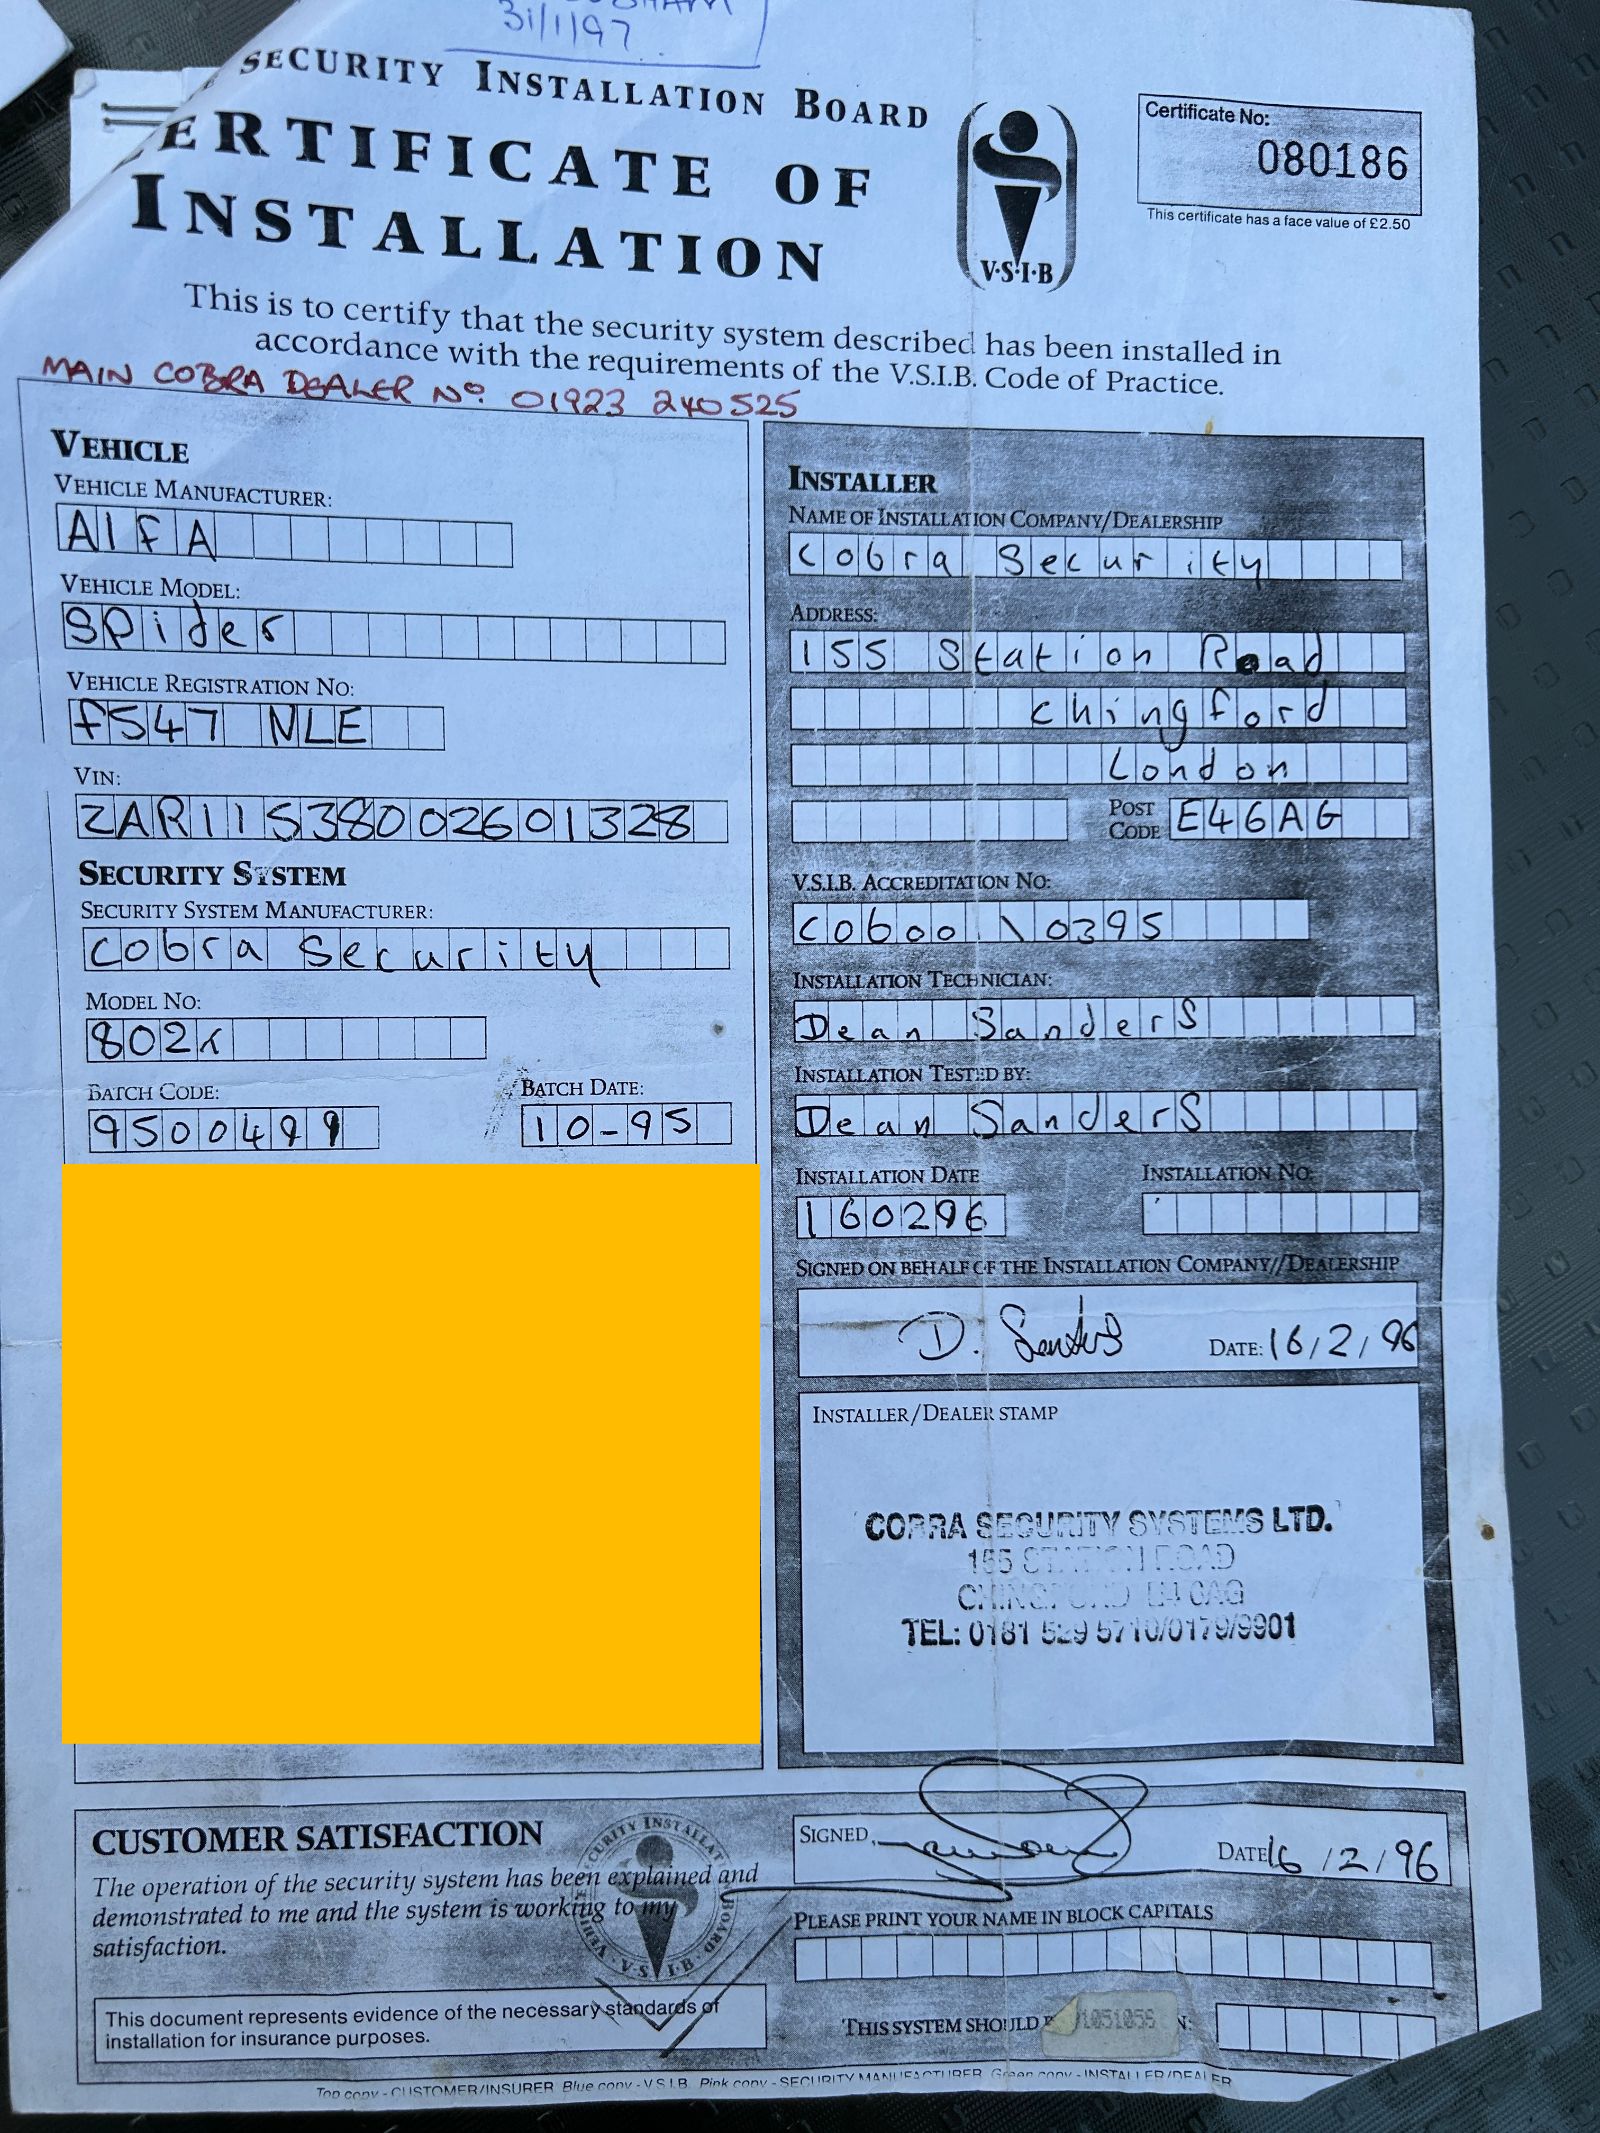 31/1/97
SECURITY INSTALLATION BOARD
ERTIFICATE OF
INSTALLATION
V·S·I·B
Certificate No:
080186
This certificate has a face value of £2.50
This is to certify that the security system described has been installed in
accordance with the requirements of the V.S.I.B. Code of Practice.
MAIN COBRA DEALER No. 01923 240525
VEHICLE
VEHICLE MANUFACTURER:
AlFA
VEHICLE MODEL:
Spider
VEHICLE REGISTRATION NO:
f547 NLE
VIN:
ZAR11538002601328
SECURITY SYSTEM
SECURITY SYSTEM MANUFACTURER:
Cobra Security
MODEL NO:
802
BATCH CODE:
9500499
BATCH DATE:
10-95
INSTALLER
NAME OF INSTALLATION COMPANY/DEALERSHIP
Cobra Security
ADDRESS:
155 Station Road
Chingford
London
POST CODE E46AG
V.S.I.B. ACCREDITATION NO:
Cob00 \ 0395
INSTALLATION TECHNICIAN:
Dean Sanders
INSTALLATION TESTED BY:
Dean Sanders
INSTALLATION DATE
160296
INSTALLATION NO:
SIGNED ON BEHALF OF THE INSTALLATION COMPANY//DEALERSHIP
D. Sanders DATE: 16/2/96
INSTALLER/DEALER STAMP
COBRA SECURITY SYSTEMS LTD.
155 STATION ROAD
CHINGFORD E4 6AG
TEL: 0181 529 5710/0179/9901
CUSTOMER SATISFACTION
The operation of the security system has been explained and
demonstrated to me and the system is working to my
satisfaction.
V·S·I·B
This document represents evidence of the necessary standards of
installation for insurance purposes.
SIGNED DATE 16/2/96
PLEASE PRINT YOUR NAME IN BLOCK CAPITALS
THIS SYSTEM SHOULD
1051056
Top copy - CUSTOMER/INSURER Blue copy - V.S.I.B. Pink copy - SECURITY MANUFACTURER Green copy - INSTALLER/DEALER